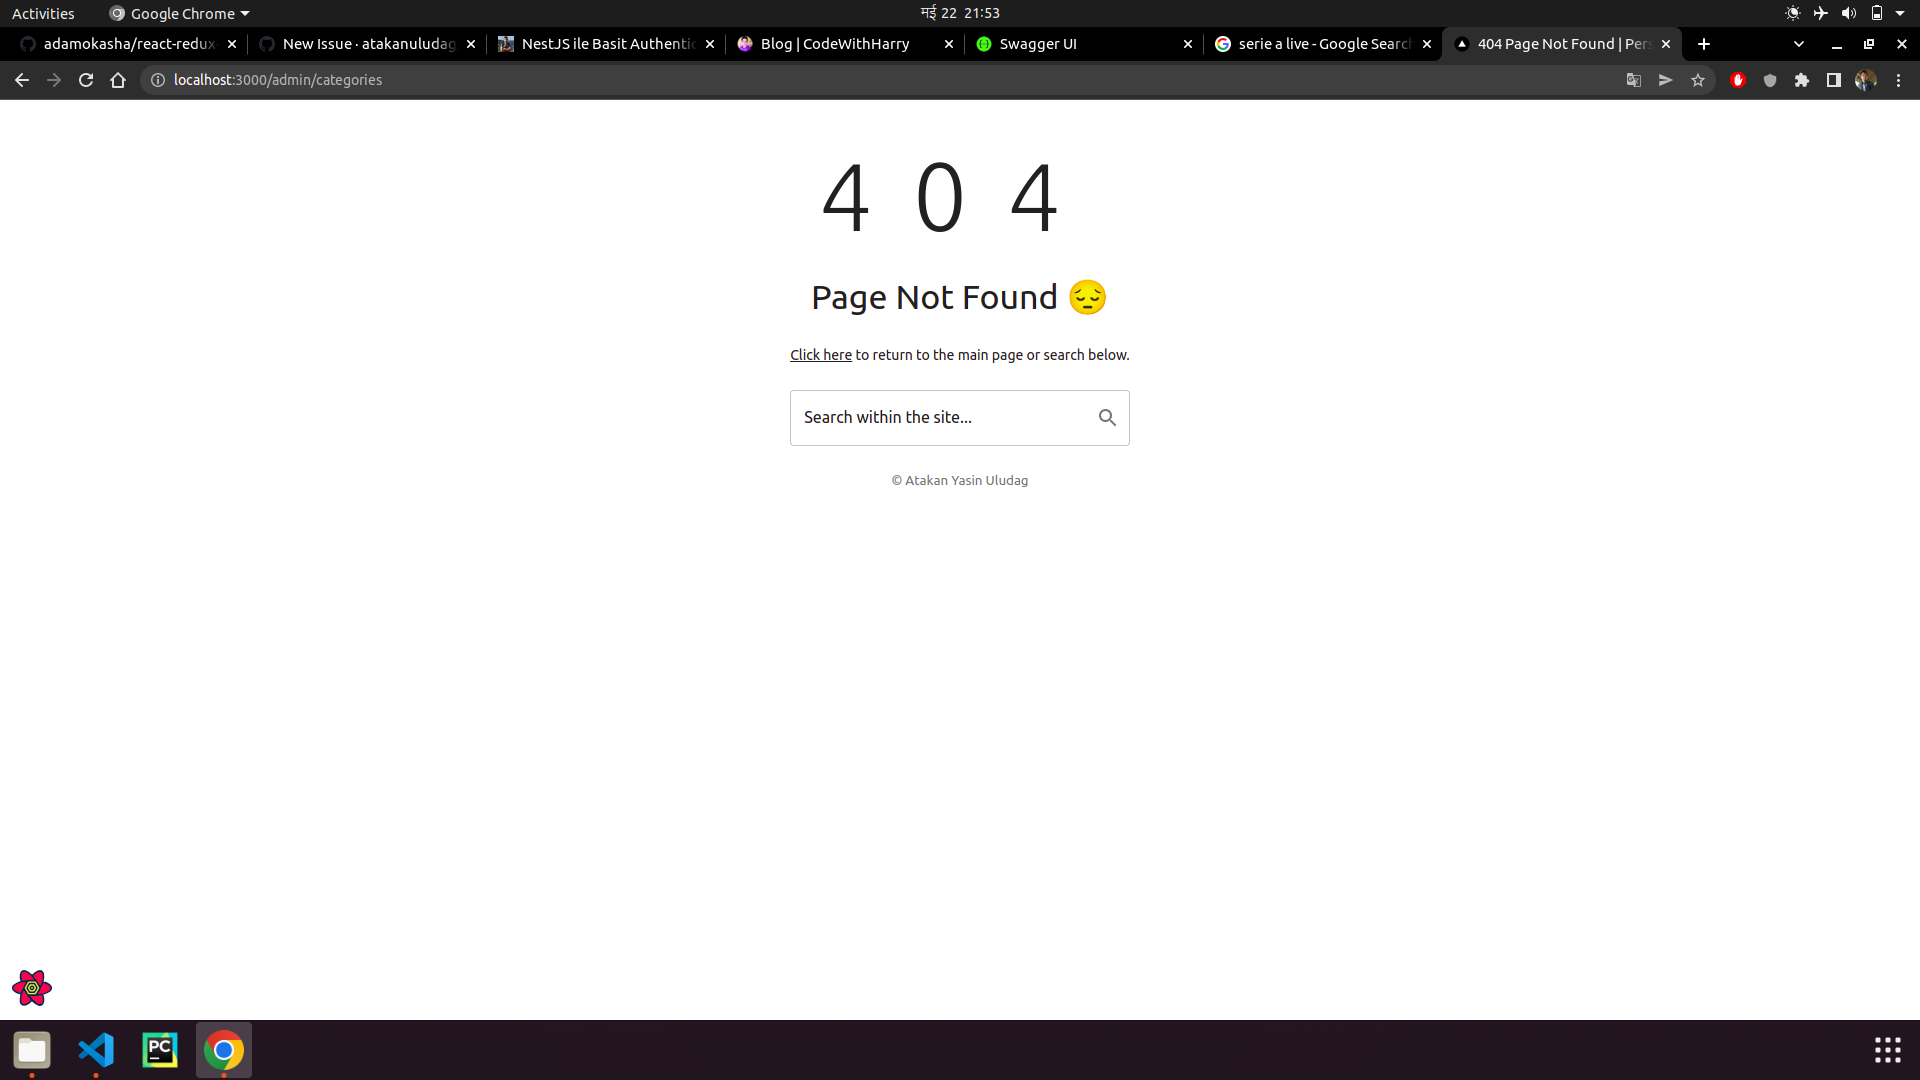 Activities
Google Chrome
मई 22 21:53
adamokasha/react-redux-
New Issue · atakanuludag
NestJS ile Basit Authentic
Blog | CodeWithHarry
Swagger UI
serie a live - Google Search
404 Page Not Found | Pers
localhost:3000/admin/categories
4 0 4
Page Not Found 😔
Click here to return to the main page or search below.
Search within the site...
© Atakan Yasin Uludag
PC